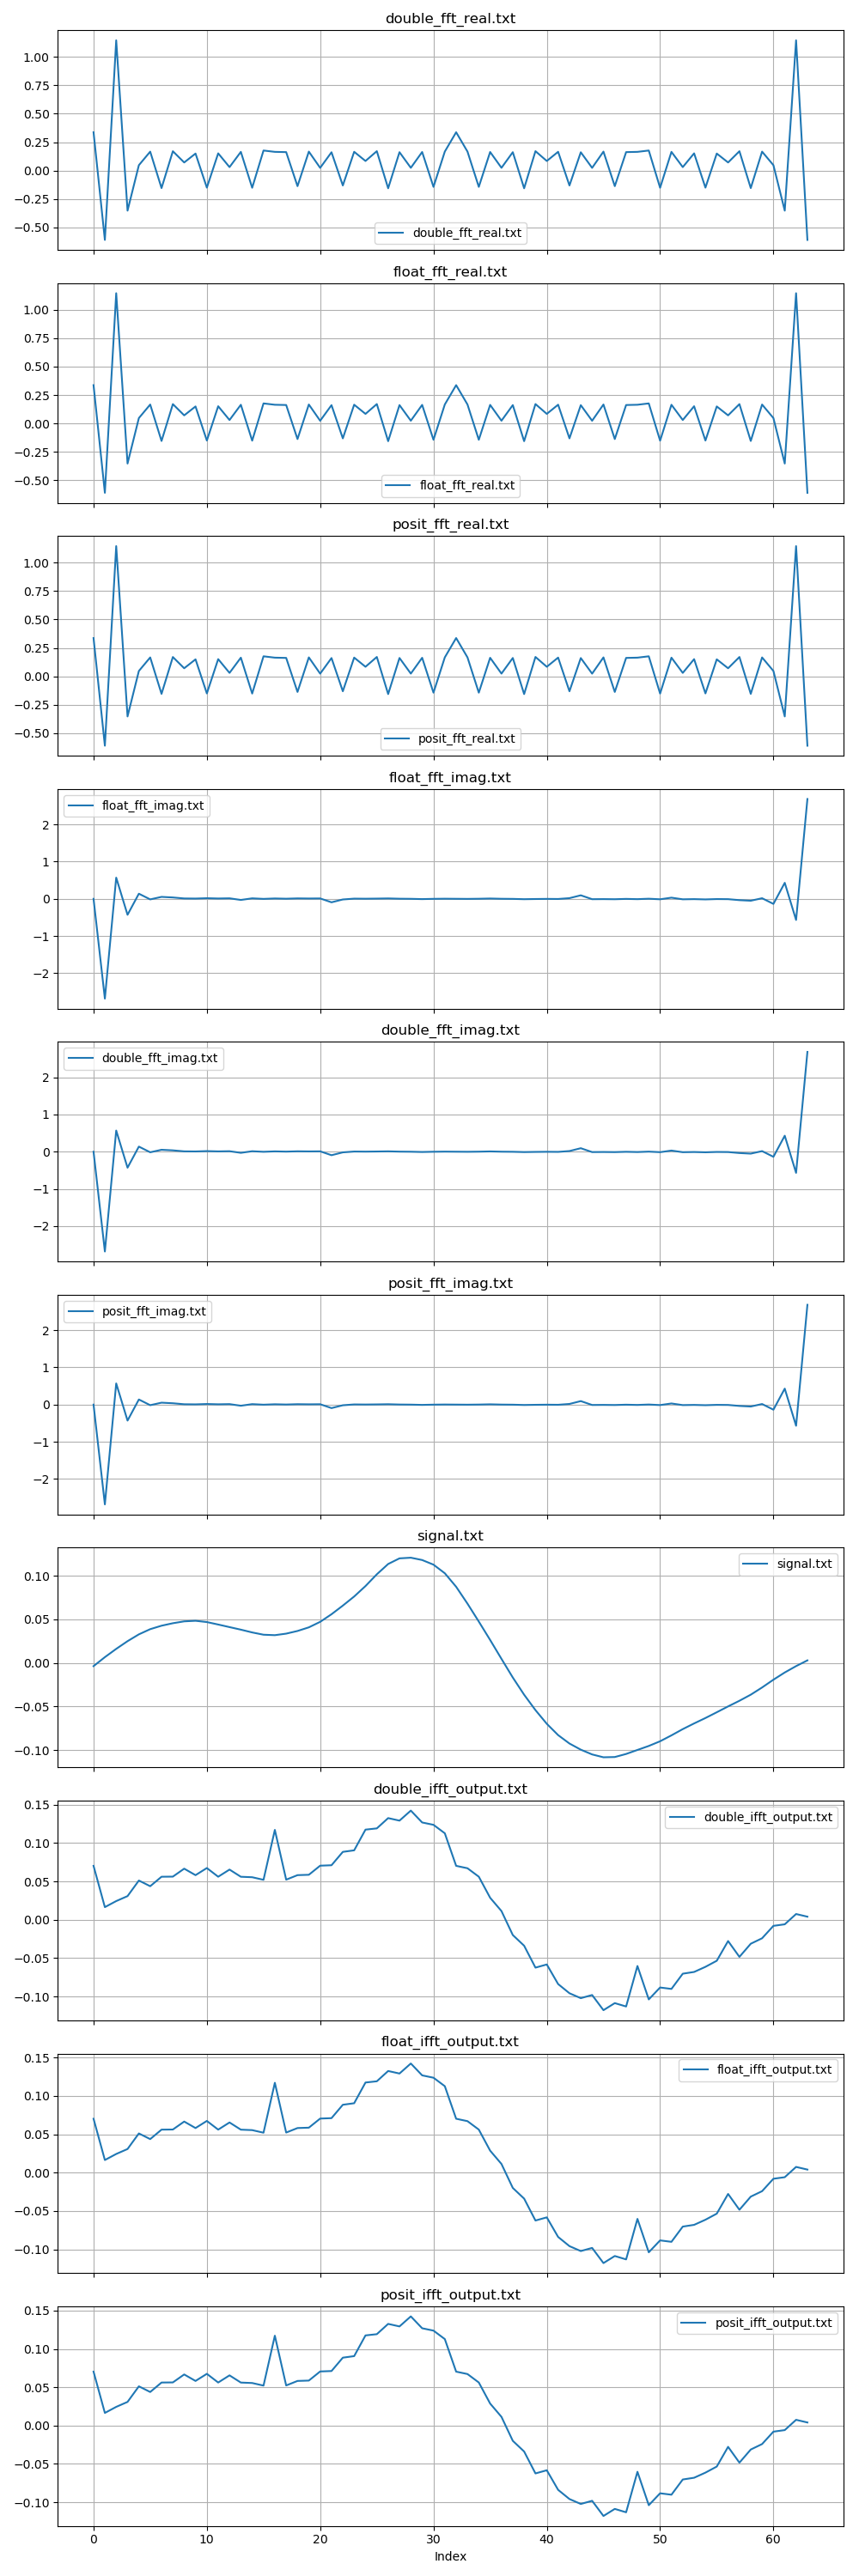 double_fft_real.txt
1.00
0.75
0.50
0.25
0.00
−0.25
−0.50
double_fft_real.txt
float_fft_real.txt
1.00
0.75
0.50
0.25
0.00
−0.25
−0.50
float_fft_real.txt
posit_fft_real.txt
1.00
0.75
0.50
0.25
0.00
−0.25
−0.50
posit_fft_real.txt
float_fft_imag.txt
float_fft_imag.txt
2
1
0
−1
−2
double_fft_imag.txt
double_fft_imag.txt
2
1
0
−1
−2
posit_fft_imag.txt
posit_fft_imag.txt
2
1
0
−1
−2
signal.txt
signal.txt
0.10
0.05
0.00
−0.05
−0.10
double_ifft_output.txt
0.15
double_ifft_output.txt
0.10
0.05
0.00
−0.05
−0.10
float_ifft_output.txt
0.15
float_ifft_output.txt
0.10
0.05
0.00
−0.05
−0.10
posit_ifft_output.txt
0.15
posit_ifft_output.txt
0.10
0.05
0.00
−0.05
−0.10
0 10 20 30 40 50 60
Index